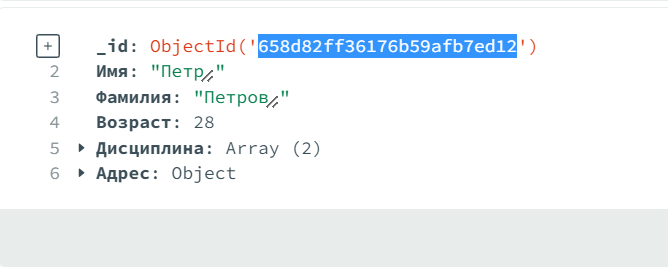 _id: ObjectId('658d82ff36176b59afb7ed12')
2 Имя: "Петр"
3 Фамилия: "Петров"
4 Возраст: 28
5 Дисциплина: Array (2)
6 Адрес: Object